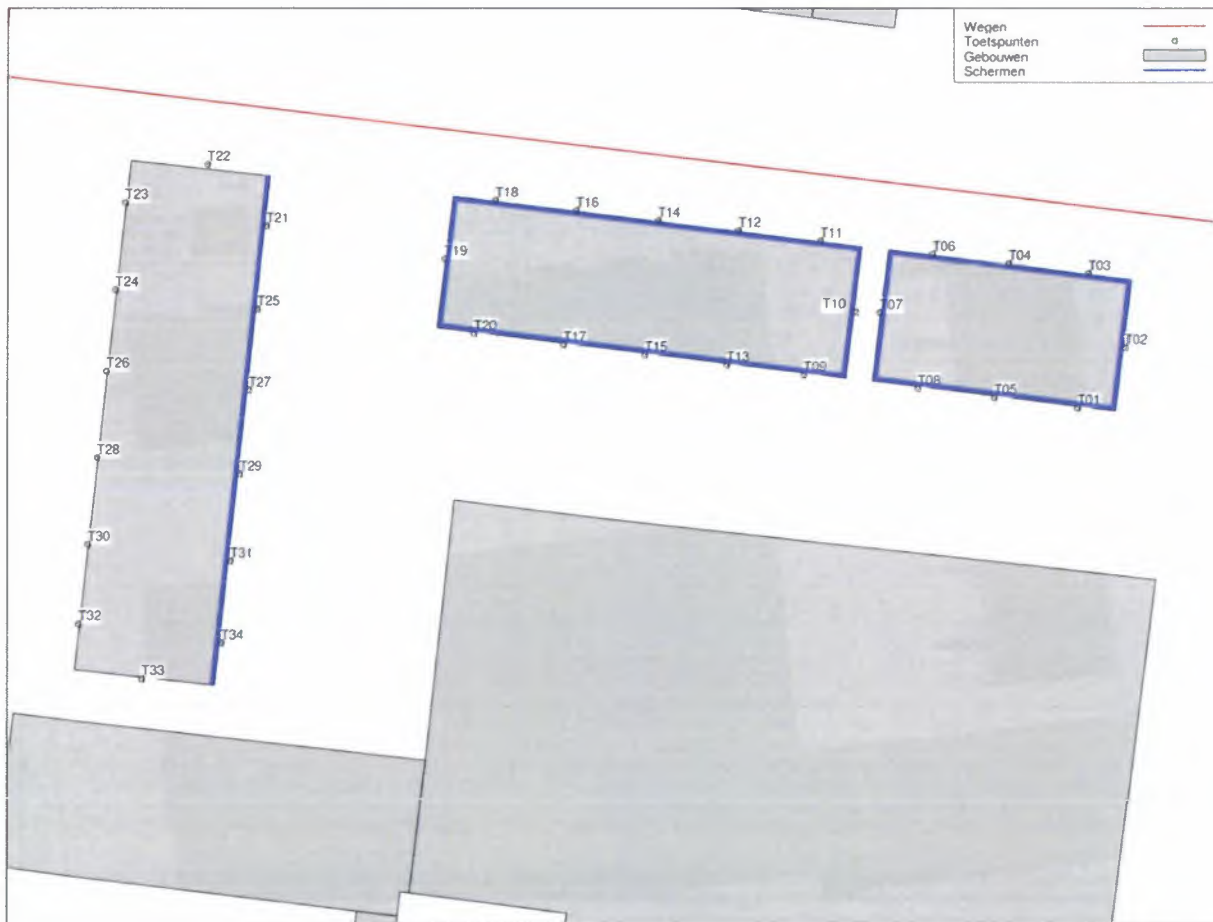 Wegen
Toetspunten
Gebouwen
Schermen
T22
T23
T18
T16
T21
T14
T12
T11
T06
T04
T03
T19
T24
T25
T10
T07
T20
T17
T02
T15
T13
T09
T26
T27
T08
T05
T01
T28
T29
T30
T31
T32
T34
T33